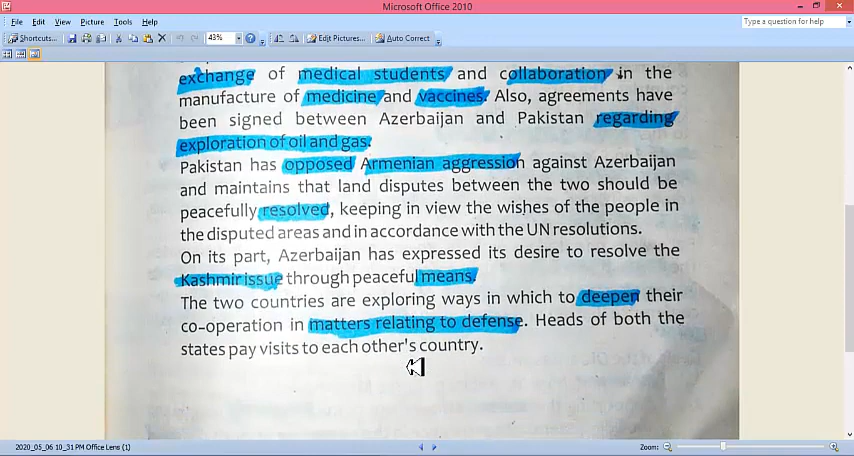 Microsoft Office 2010
File Edit View Picture Tools Help
Type a question for help
Shortcuts... 43% Edit Pictures... Auto Correct
exchange of medical students and collaboration in the
manufacture of medicine and vaccines. Also, agreements have
been signed between Azerbaijan and Pakistan regarding
exploration of oil and gas.
Pakistan has opposed Armenian aggression against Azerbaijan
and maintains that land disputes between the two should be
peacefully resolved, keeping in view the wishes of the people in
the disputed areas and in accordance with the UN resolutions.
On its part, Azerbaijan has expressed its desire to resolve the
Kashmir issue through peaceful means.
The two countries are exploring ways in which to deepen their
co-operation in matters relating to defense. Heads of both the
states pay visits to each other's country.
2020_05_06 10_31 PM Office Lens (1)
Zoom: